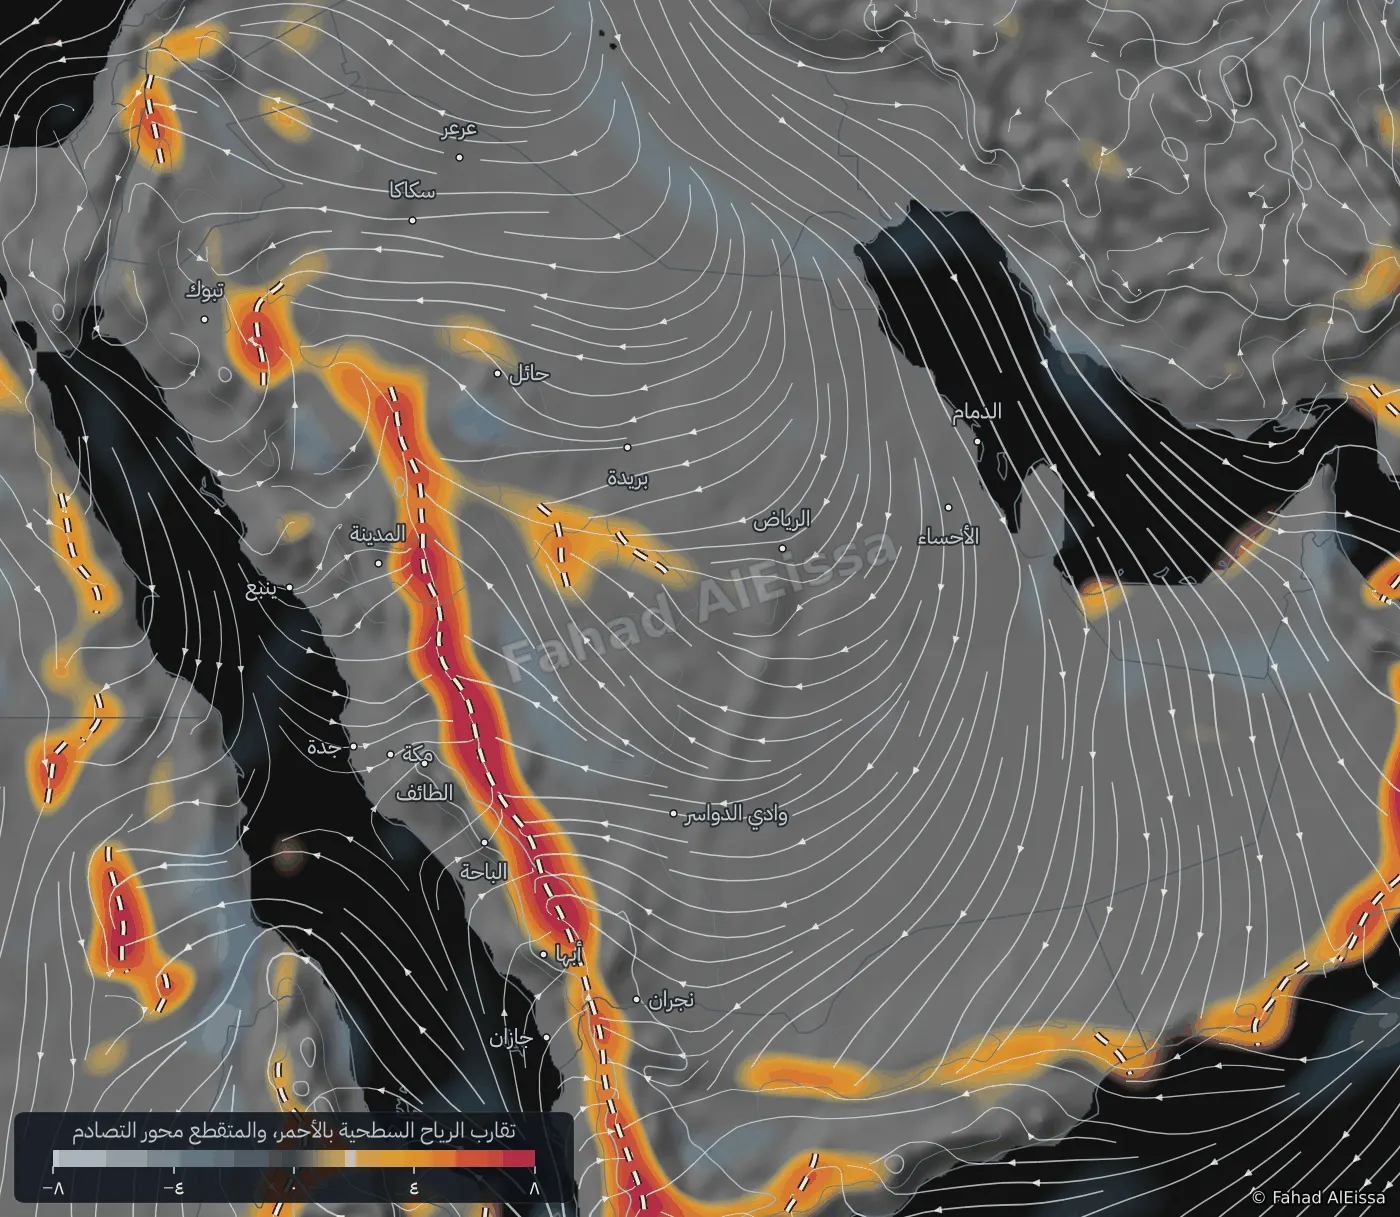 عرعر
سكاكا
تبوك
حائل
الدمام
بريدة
الرياض
الأحساء
المدينة
ينبع
Fahad AlEissa
جدة
مكة
الطائف
وادي الدواسر
الباحة
أبها
نجران
جازان
تقارب الرياح السطحية بالأحمر، والمتقطع محور التصادم
−٨ −٤ ٠ ٤ ٨
© Fahad AlEissa